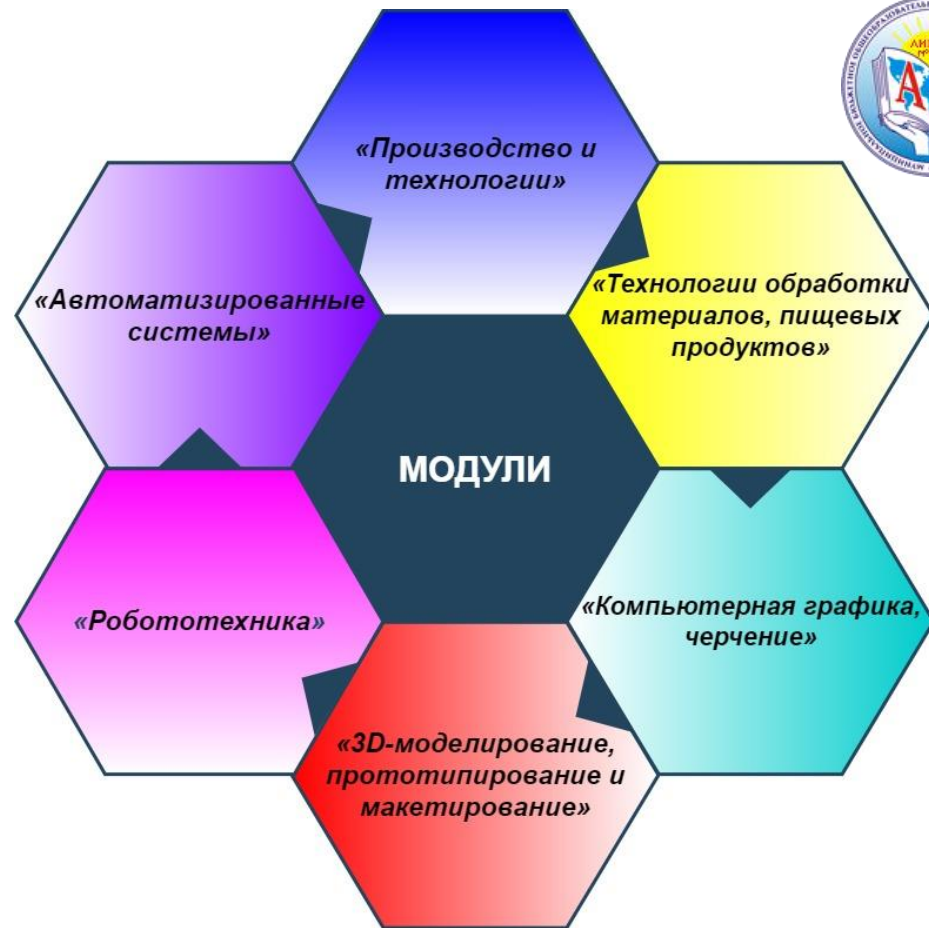 «Производство и
технологии»
«Технологии обработки
материалов, пищевых
продуктов»
«Автоматизированные
системы»
МОДУЛИ
«Компьютерная графика,
черчение»
«Робототехника»
«3D-моделирование,
прототипирование и
макетирование»